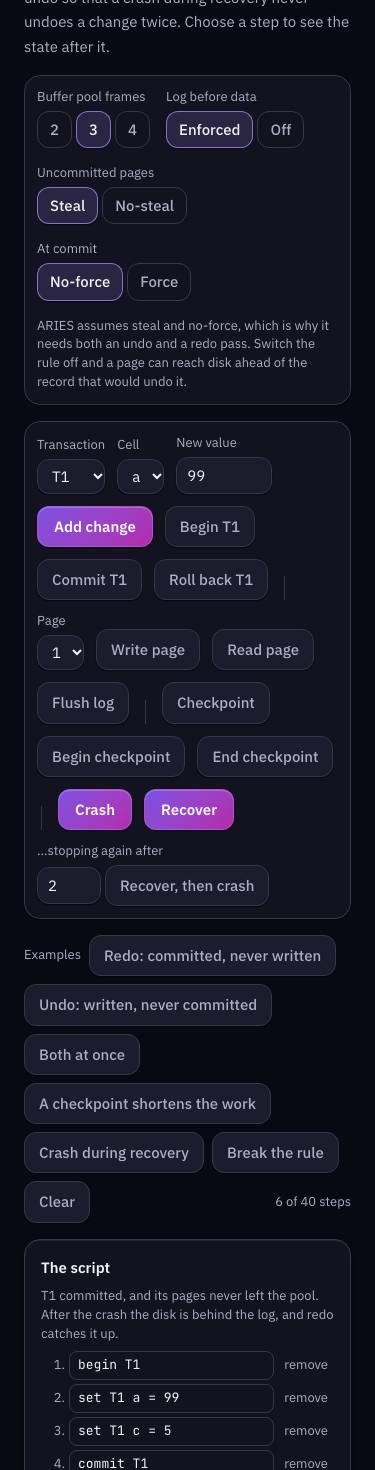 undo so that a crash during recovery never
undoes a change twice. Choose a step to see the
state after it.
Buffer pool frames Log before data
2 3 4 Enforced Off
Uncommitted pages
Steal No-steal
At commit
No-force Force
ARIES assumes steal and no-force, which is why it
needs both an undo and a redo pass. Switch the
rule off and a page can reach disk ahead of the
record that would undo it.
Transaction Cell New value
T1 a 99
Add change Begin T1
Commit T1 Roll back T1
Page
1 Write page Read page
Flush log Checkpoint
Begin checkpoint End checkpoint
Crash Recover
...stopping again after
2 Recover, then crash
Examples Redo: committed, never written
Undo: written, never committed
Both at once
A checkpoint shortens the work
Crash during recovery Break the rule
Clear 6 of 40 steps
The script
T1 committed, and its pages never left the pool.
After the crash the disk is behind the log, and redo
catches it up.
1. begin T1 remove
2. set T1 a = 99 remove
3. set T1 c = 5 remove
4. commit T1 remove